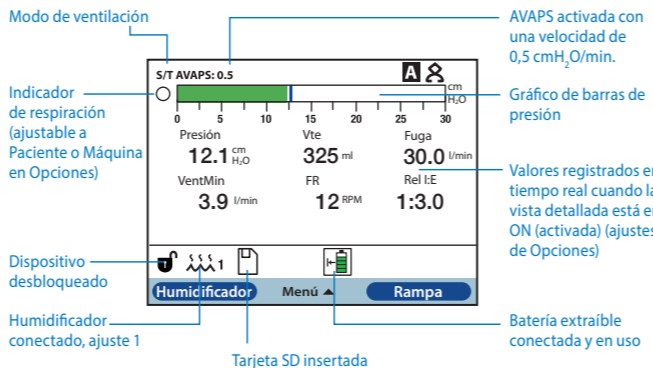 Modo de ventilación
AVAPS activada con
una velocidad de
0,5 cmH2O/min.
S/T AVAPS: 0.5
A
Indicador
de respiración
(ajustable a
Paciente o Máquina
en Opciones)
cm
H2O
0 5 10 15 20 25 30
Gráfico de barras de
presión
Presión Vte Fuga
12.1 cm H2O 325 ml 30.0 l/min
VentMin FR Rel I:E
3.9 l/min 12 RPM 1:3.0
Valores registrados en
tiempo real cuando la
vista detallada está en
ON (activada) (ajustes
de Opciones)
1
Dispositivo
desbloqueado
Humidificador Menú Rampa
Humidificador
conectado, ajuste 1
Tarjeta SD insertada
Batería extraíble
conectada y en uso